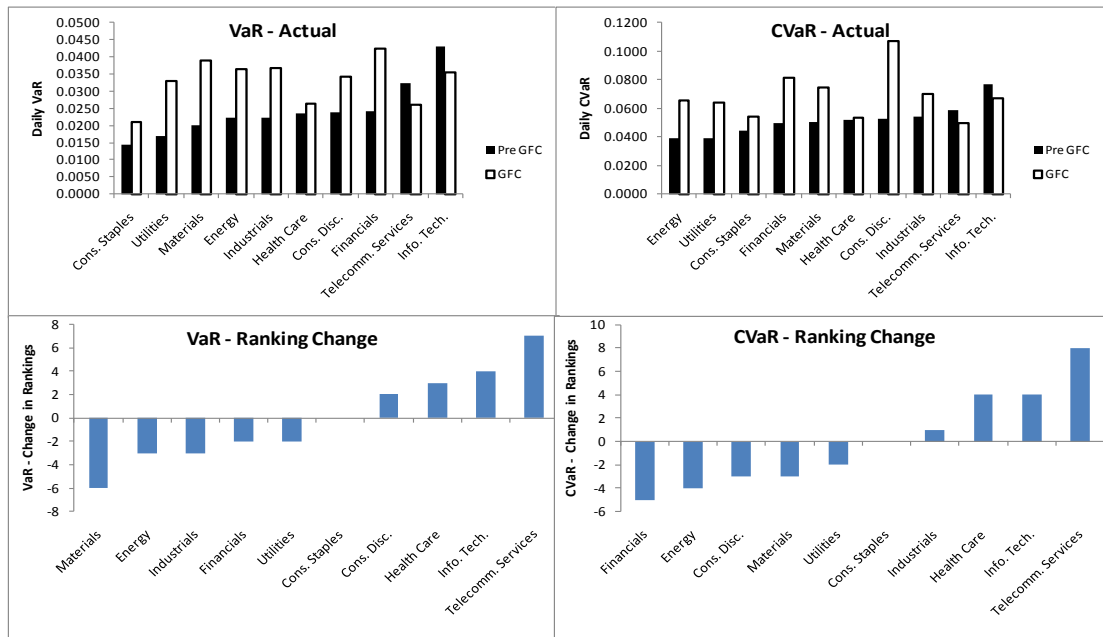 VaR - Actual
Daily VaR
0.0500
0.0450
0.0400
0.0350
0.0300
0.0250
0.0200
0.0150
0.0100
0.0050
0.0000
Cons. Staples
Utilities
Materials
Energy
Industrials
Health Care
Cons. Disc.
Financials
Telecomm. Services
Info. Tech.
Pre GFC
GFC
CVaR - Actual
Daily CVaR
0.1200
0.1000
0.0800
0.0600
0.0400
0.0200
0.0000
Energy
Utilities
Cons. Staples
Financials
Materials
Health Care
Cons. Disc.
Industrials
Telecomm. Services
Info. Tech.
Pre GFC
GFC
VaR - Ranking Change
VaR - Change in Rankings
8
6
4
2
0
-2
-4
-6
-8
Materials
Energy
Industrials
Financials
Utilities
Cons. Staples
Cons. Disc.
Health Care
Info. Tech.
Telecomm. Services
CVaR - Ranking Change
CVaR - Change in Rankings
10
8
6
4
2
0
-2
-4
-6
Financials
Energy
Cons. Disc.
Materials
Utilities
Cons. Staples
Industrials
Health Care
Info. Tech.
Telecomm. Services